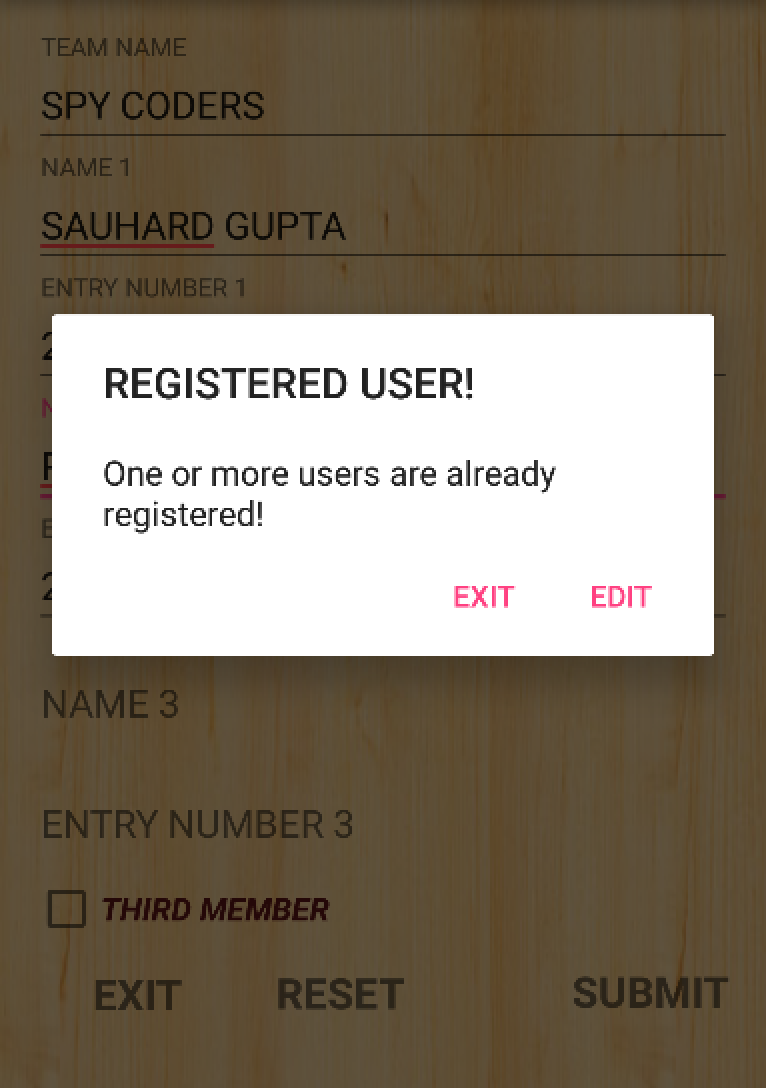 TEAM NAME
SPY CODERS
NAME 1
SAUHARD GUPTA
ENTRY NUMBER 1
REGISTERED USER!
One or more users are already
registered!
EXIT EDIT
NAME 3
ENTRY NUMBER 3
THIRD MEMBER
EXIT RESET SUBMIT